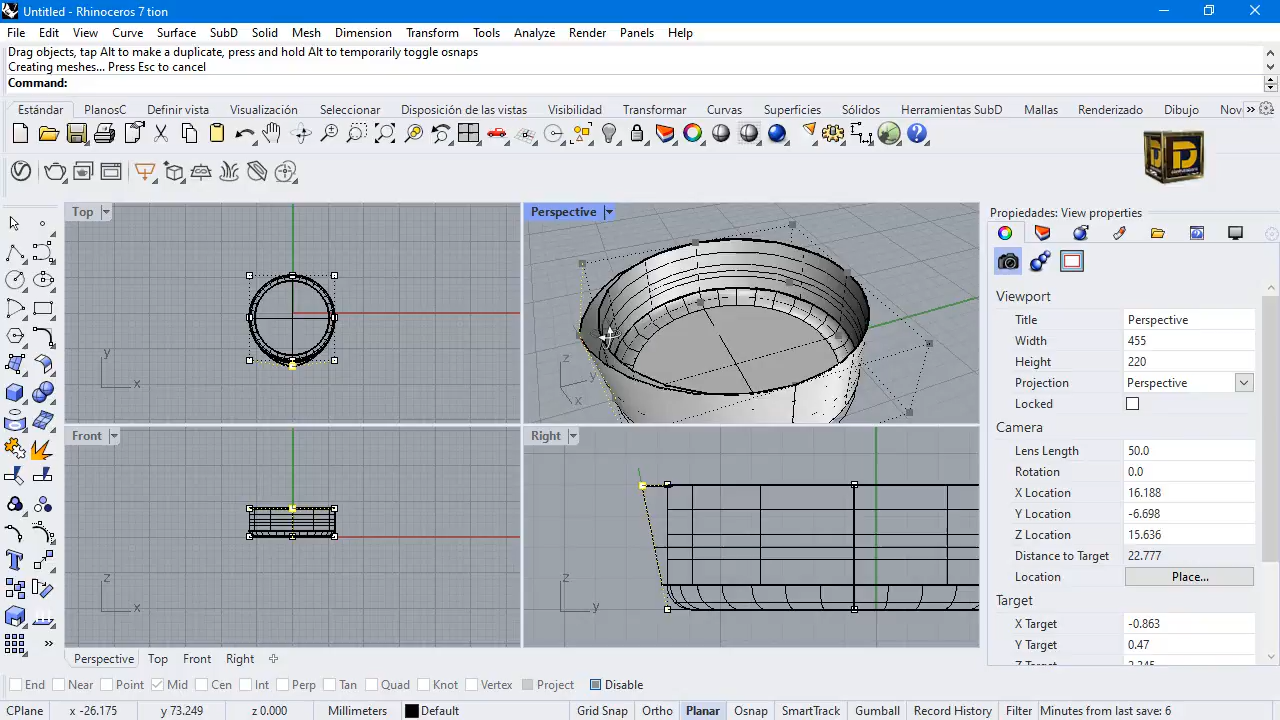 Untitled - Rhinoceros 7 tion
File Edit View Curve Surface SubD Solid Mesh Dimension Transform Tools Analyze Render Panels Help
Drag objects, tap Alt to make a duplicate, press and hold Alt to temporarily toggle osnaps
Creating meshes... Press Esc to cancel
Command:
Estándar PlanosC Definir vista Visualización Seleccionar Disposición de las vistas Visibilidad Transformar Curvas Superficies Sólidos Herramientas SubD Mallas Renderizado Dibujo Nov »
Top
Perspective
Propiedades: View properties
Viewport
Title Perspective
Width 455
Height 220
Projection Perspective
Locked
Camera
Lens Length 50.0
Rotation 0.0
X Location 16.188
Y Location -6.698
Z Location 15.636
Distance to Target 22.777
Location Place...
Target
X Target -0.863
Y Target 0.47
y
x
z
y
x
Front
Right
z
x
z
y
Perspective Top Front Right
End Near Point Mid Cen Int Perp Tan Quad Knot Vertex Project Disable
CPlane x -26.175 y 73.249 z 0.000 Millimeters Default Grid Snap Ortho Planar Osnap SmartTrack Gumball Record History Filter Minutes from last save: 6